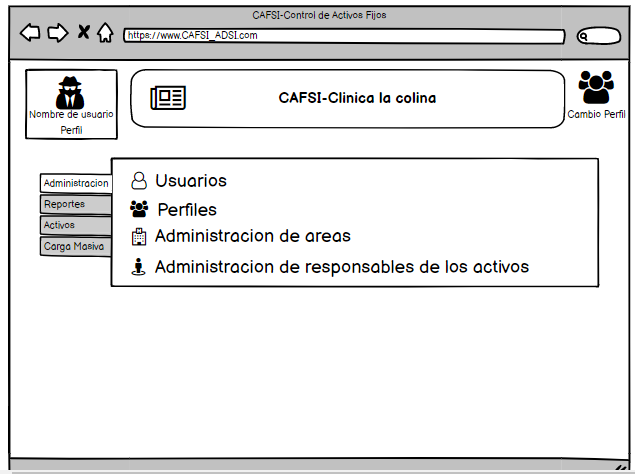 CAFSI-Control de Activos Fijos
https://www.CAFSI_ADSI.com
Nombre de usuario
Perfil
CAFSI-Clinica la colina
Cambio Perfil
Administracion
Reportes
Activos
Carga Masiva
Usuarios
Perfiles
Administracion de areas
Administracion de responsables de los activos